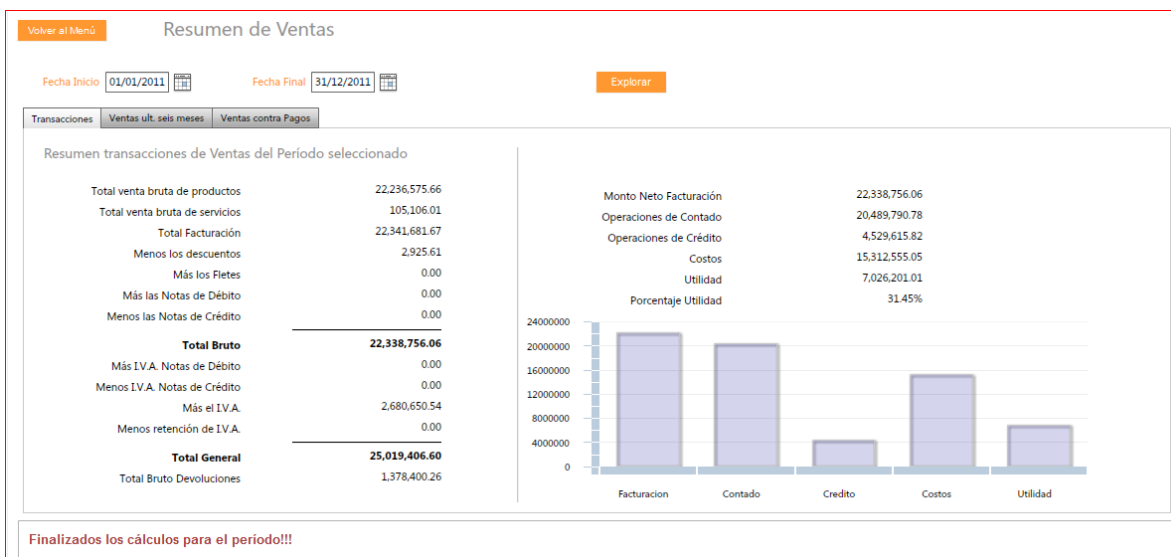 Volver al Menú
Resumen de Ventas
Fecha Inicio 01/01/2011 Fecha Final 31/12/2011 Explorar
Transacciones Ventas ult. seis meses Ventas contra Pagos
Resumen transacciones de Ventas del Período seleccionado
Total venta bruta de productos 22,236,575.66
Total venta bruta de servicios 105,106.01
Total Facturación 22,341,681.67
Menos los descuentos 2,925.61
Más los Fletes 0.00
Más las Notas de Débito 0.00
Menos las Notas de Crédito 0.00
Total Bruto 22,338,756.06
Más I.V.A. Notas de Débito 0.00
Menos I.V.A. Notas de Crédito 0.00
Más el I.V.A. 2,680,650.54
Menos retención de I.V.A. 0.00
Total General 25,019,406.60
Total Bruto Devoluciones 1,378,400.26
Monto Neto Facturación 22,338,756.06
Operaciones de Contado 20,489,790.78
Operaciones de Crédito 4,529,615.82
Costos 15,312,555.05
Utilidad 7,026,201.01
Porcentaje Utilidad 31.45%
24000000
20000000
16000000
12000000
8000000
4000000
0
Facturacion Contado Credito Costos Utilidad
Finalizados los cálculos para el periodo!!!